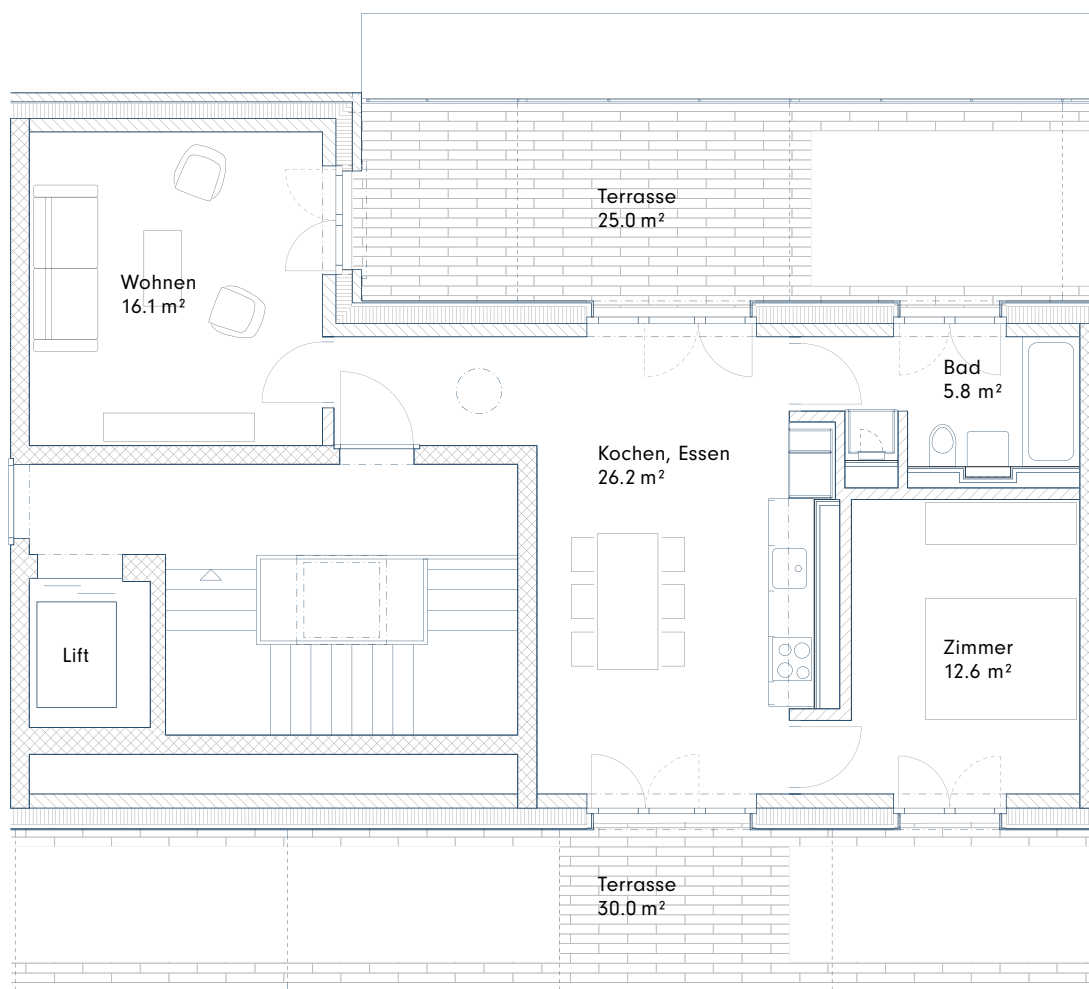 Terrasse
25.0 m²
Wohnen
16.1 m²
Bad
5.8 m²
Kochen, Essen
26.2 m²
Lift
Zimmer
12.6 m²
Terrasse
30.0 m²